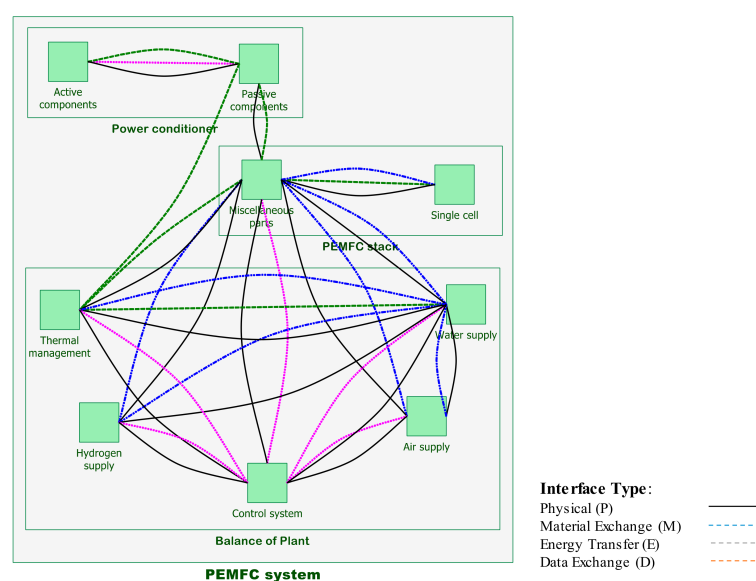 Active
components
Passive
components
Power conditioner
Miscellaneous
parts
Single cell
PEMFC stack
Thermal
management
Water supply
Hydrogen
supply
Air supply
Control system
Balance of Plant
PEMFC system
Interface Type:
Physical (P)
Material Exchange (M)
Energy Transfer (E)
Data Exchange (D)